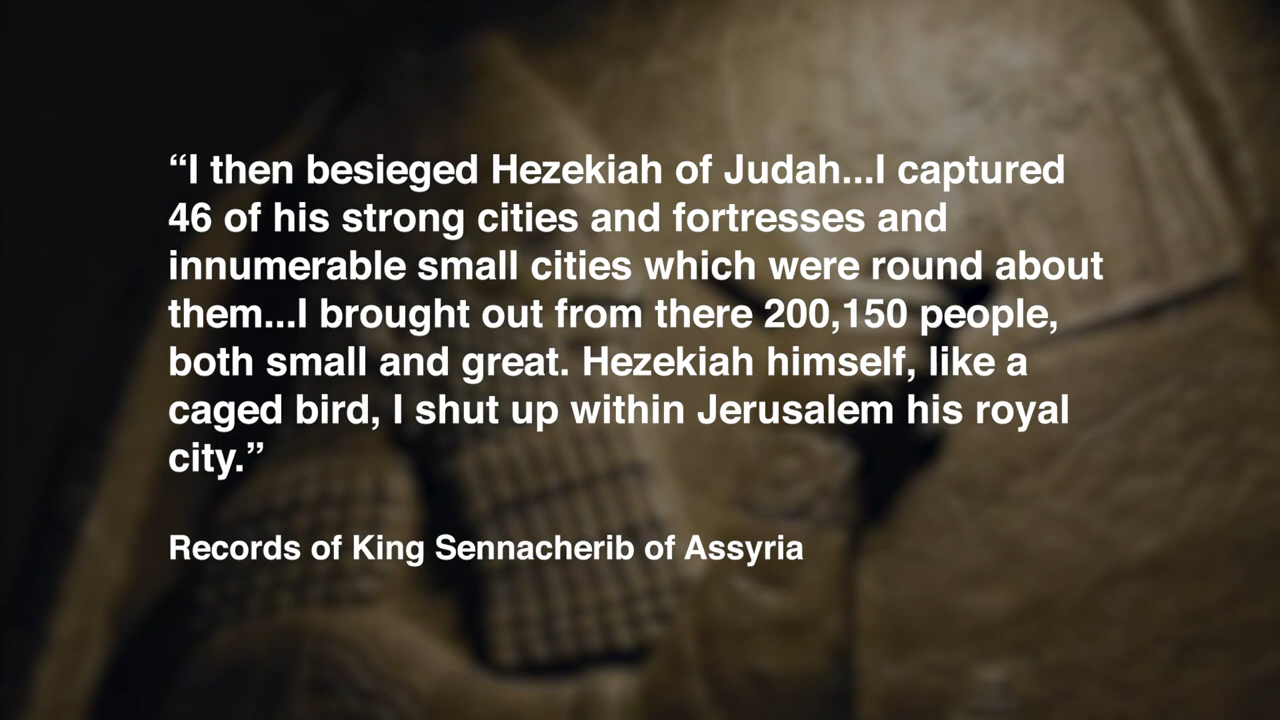 “I then besieged Hezekiah of Judah...I captured
46 of his strong cities and fortresses and
innumerable small cities which were round about
them...I brought out from there 200,150 people,
both small and great. Hezekiah himself, like a
caged bird, I shut up within Jerusalem his royal
city.”
Records of King Sennacherib of Assyria